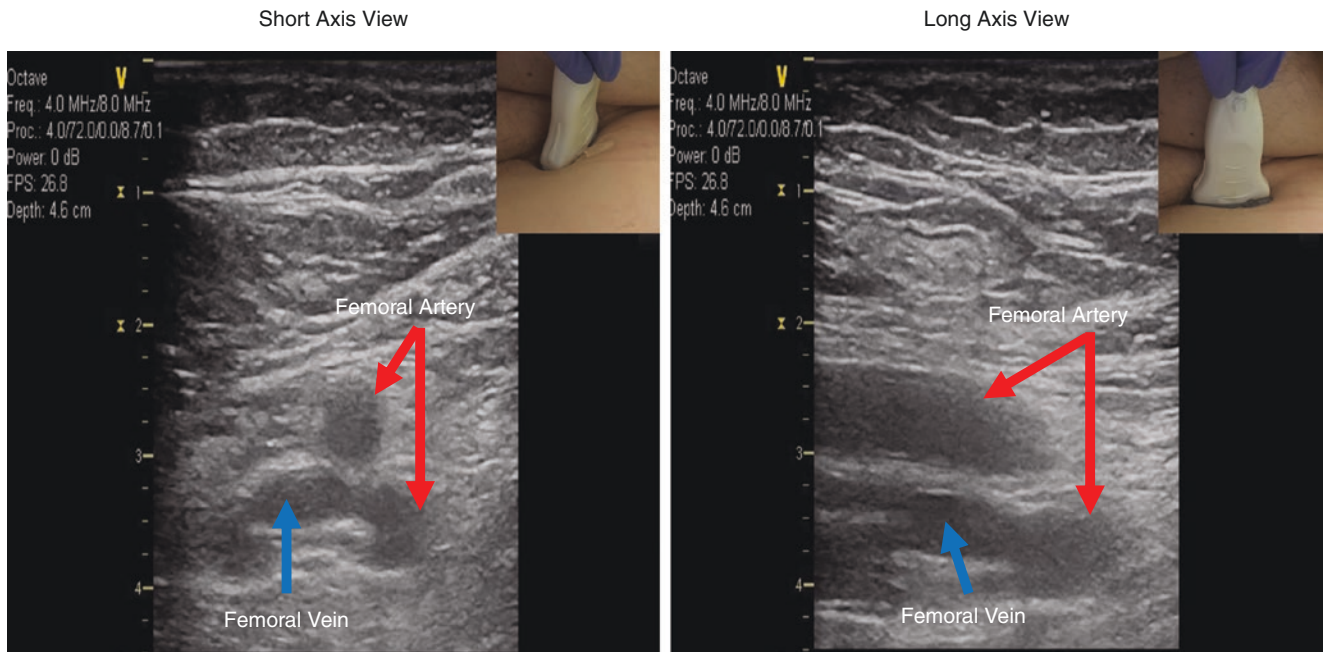 Short Axis View
Octave
V
Freq.: 4.0 MHz/8.0 MHz
Proc.: 4.0/72.0/0.0/8.7/0.1
Power: 0 dB
FPS: 26.8
Depth: 4.6 cm
1
2
3
4
Femoral Artery
Femoral Vein
Long Axis View
Octave
V
Freq.: 4.0 MHz/8.0 MHz
Proc.: 4.0/72.0/0.0/8.7/0.1
Power: 0 dB
FPS: 26.8
Depth: 4.6 cm
1
2
3
4
Femoral Artery
Femoral Vein